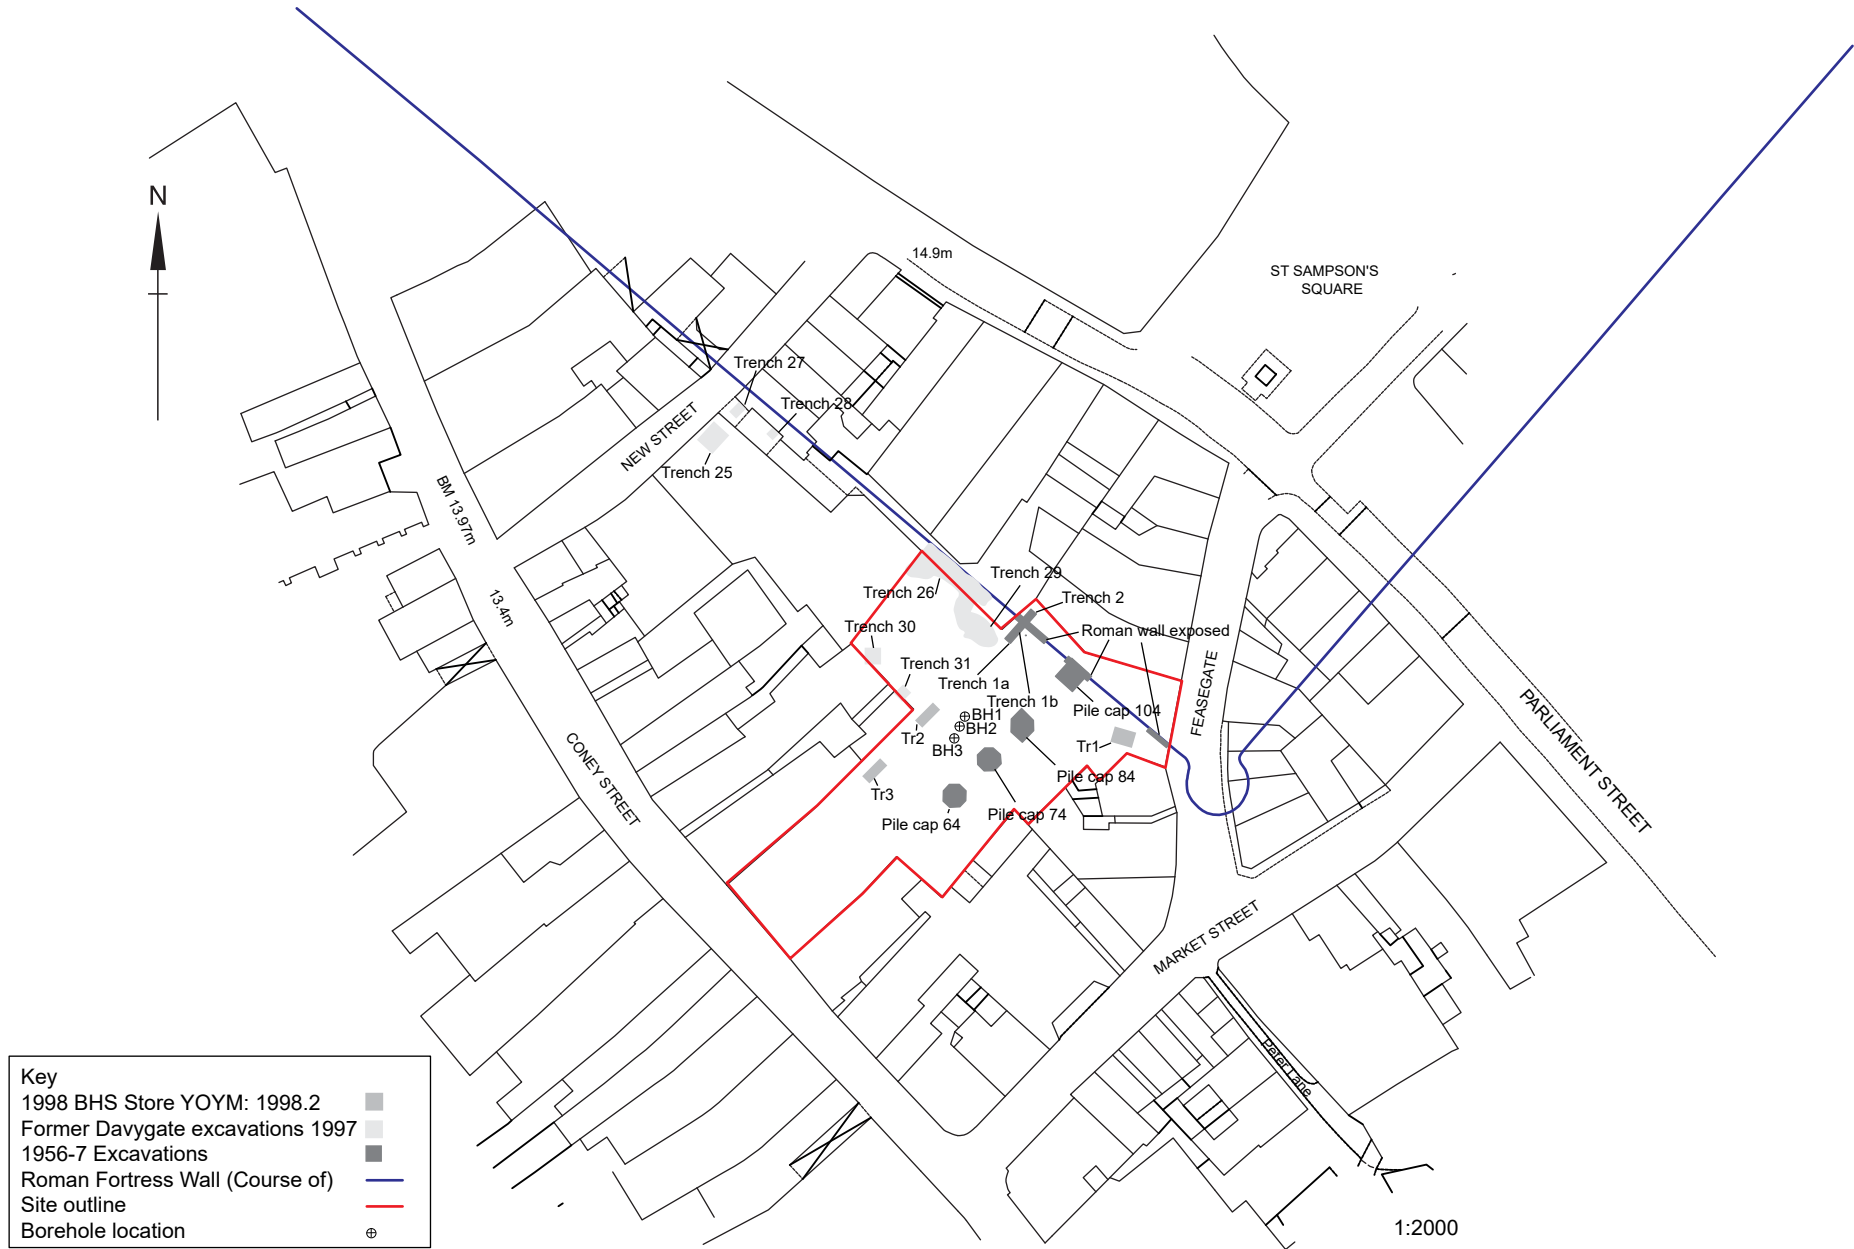 N
14.9m
ST SAMPSON'S
SQUARE
Trench 27
Trench 28
NEW STREET
Trench 25
BM 13.97m
13.4m
Trench 29
Trench 26
Trench 2
Trench 30
Roman wall exposed
Trench 31
Trench 1a
Trench 1b
FEASEGATE
PARLIAMENT STREET
Pile cap 104
BH1
BH2
Tr2
BH3
Tr1
CONEY STREET
Pile cap 84
Tr3
Pile cap 74
Pile cap 64
MARKET STREET
Peter Lane
Key
1998 BHS Store YOYM: 1998.2
Former Davygate excavations 1997
1956-7 Excavations
Roman Fortress Wall (Course of)
Site outline
Borehole location
1:2000